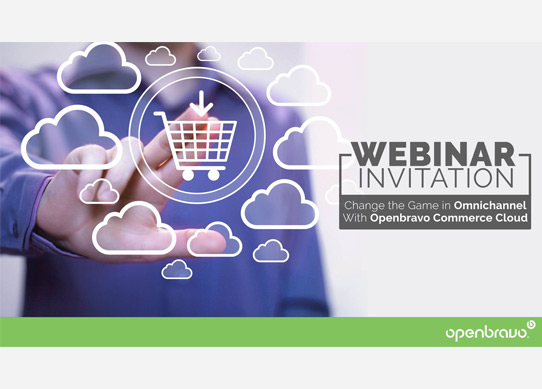 WEBINAR
INVITATION
Change the Game in Omnichannel
With Openbravo Commerce Cloud
openbravo